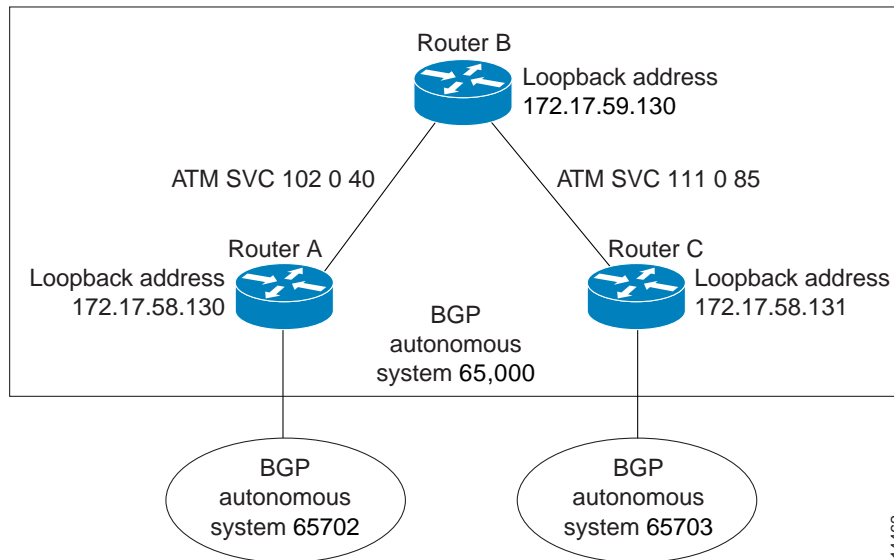 Router B
Loopback address
172.17.59.130
ATM SVC 102 0 40
ATM SVC 111 0 85
Router A
Loopback address
172.17.58.130
Router C
Loopback address
172.17.58.131
BGP
autonomous
system 65,000
BGP
autonomous
system 65702
BGP
autonomous
system 65703